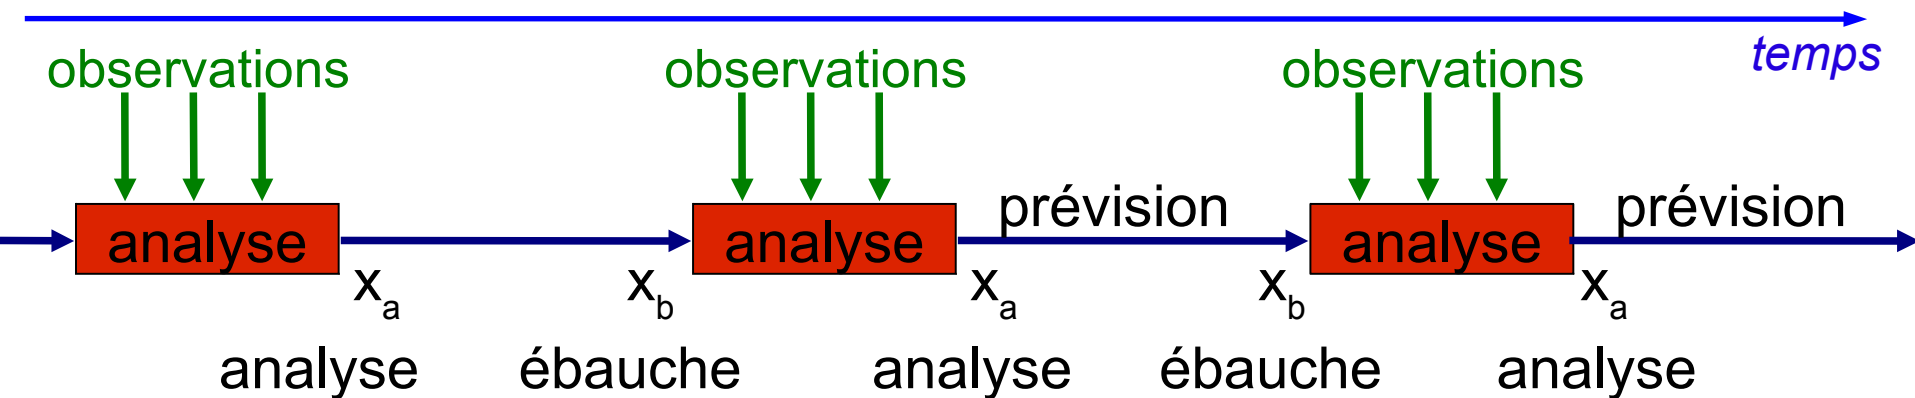 temps
observations observations observations
prévision prévision
analyse analyse analyse
xa xb xa xb xa
analyse ébauche analyse ébauche analyse